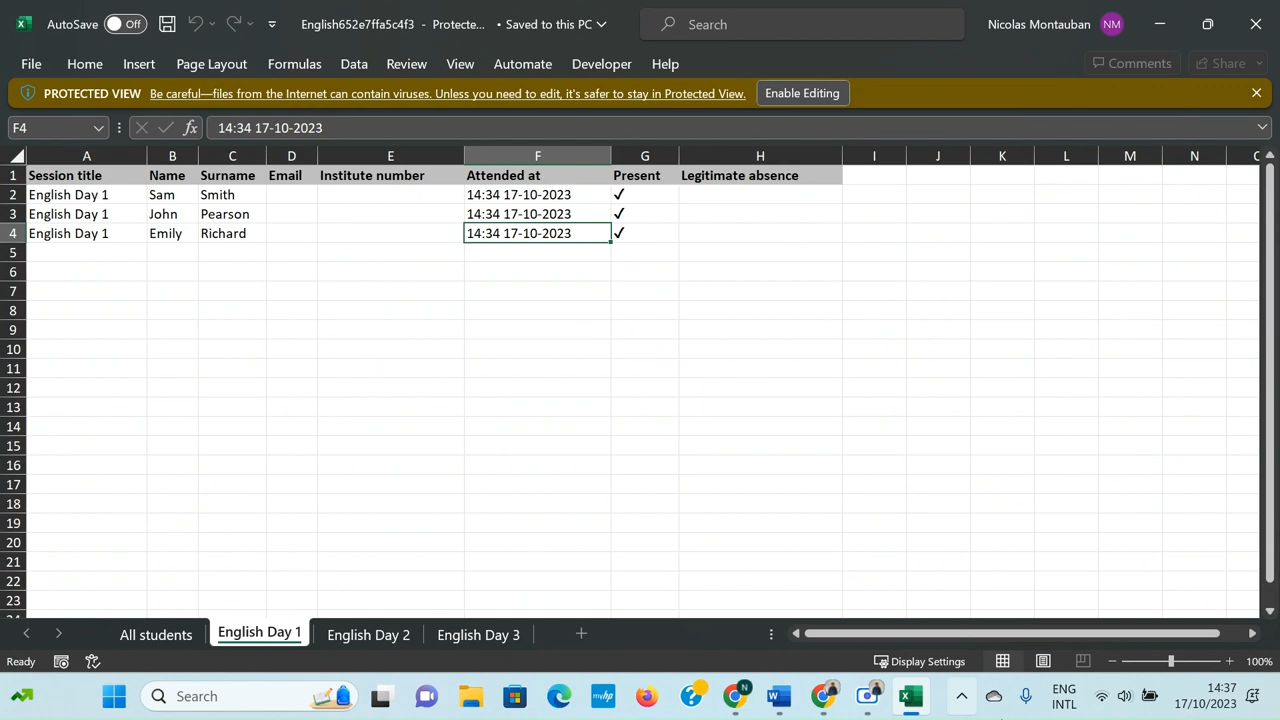 AutoSave Off English652e7ffa5c4f3 - Protecte... • Saved to this PC Search Nicolas Montauban NM
File Home Insert Page Layout Formulas Data Review View Automate Developer Help Comments Share
PROTECTED VIEW Be careful—files from the Internet can contain viruses. Unless you need to edit, it's safer to stay in Protected View. Enable Editing
F4 fx 14:34 17-10-2023
A B C D E F G H I J K L M N
1 Session title Name Surname Email Institute number Attended at Present Legitimate absence
2 English Day 1 Sam Smith 14:34 17-10-2023 ✓
3 English Day 1 John Pearson 14:34 17-10-2023 ✓
4 English Day 1 Emily Richard 14:34 17-10-2023 ✓
5
6
7
8
9
10
11
12
13
14
15
16
17
18
19
20
21
22
23
All students English Day 1 English Day 2 English Day 3
Ready Display Settings 100%
Search myhp N ENG INTL 14:37 17/10/2023